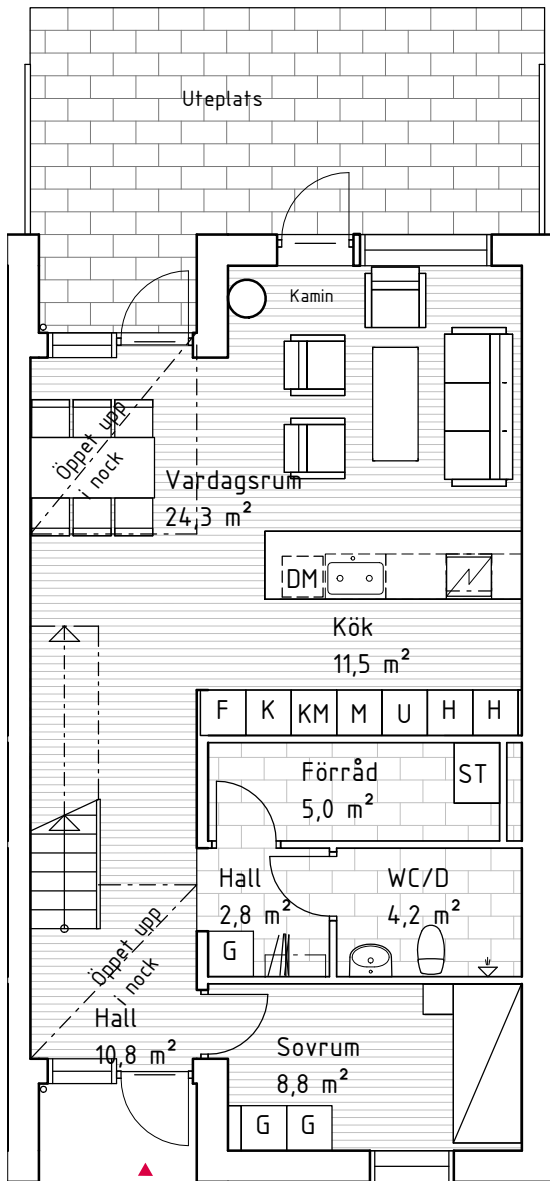 Uteplats
Kamin
Öppet upp
i nock
Vardagsrum
24,3 m²
DM
Kök
11,5 m²
F K KM M U H H
Förråd
5,0 m²
ST
Hall
2,8 m²
WC/D
4,2 m²
G
Öppet upp
i nock
Hall
10,8 m²
Sovrum
8,8 m²
G G